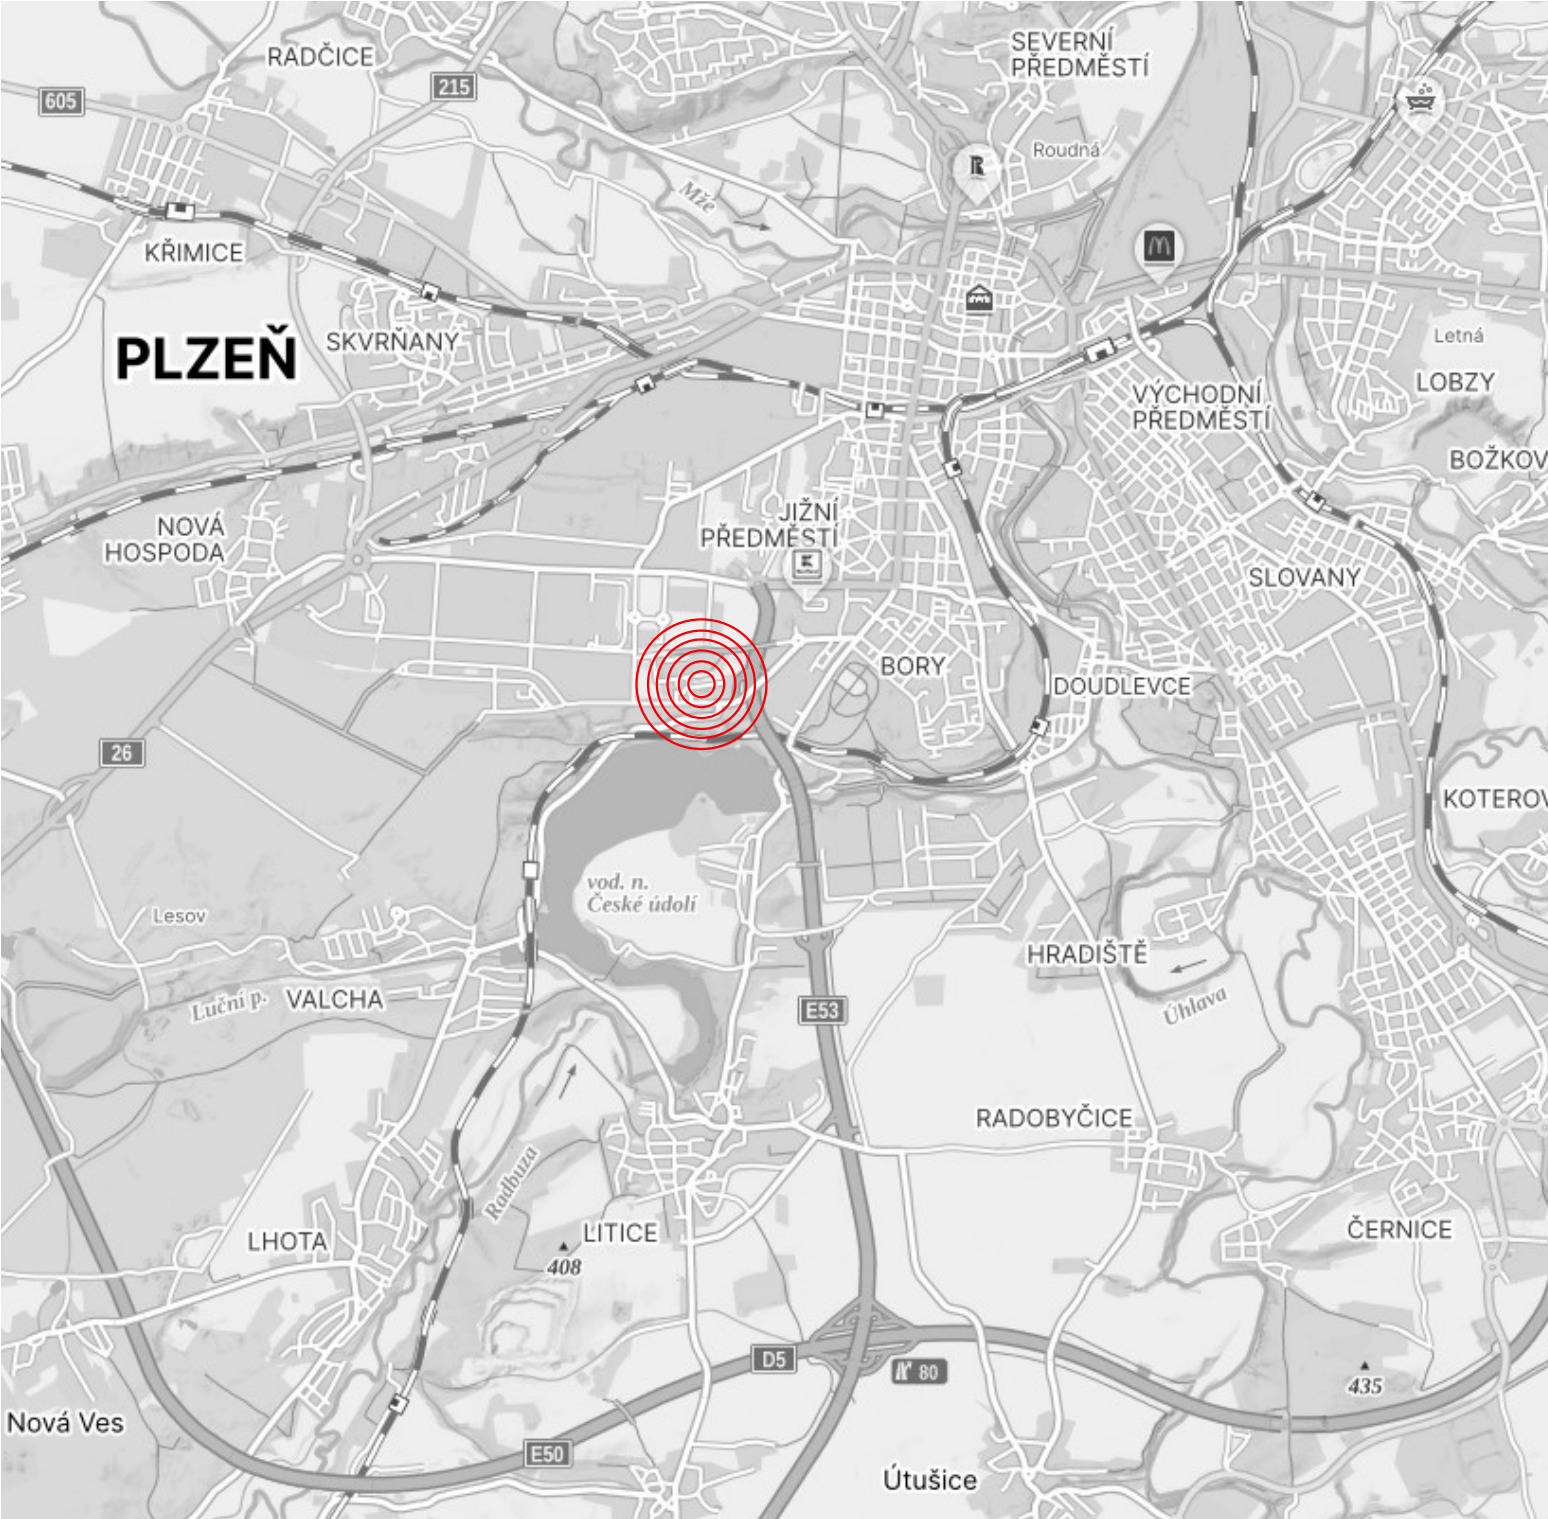 RADČICE
SEVERNÍ
PŘEDMĚSTÍ
605
215
Roudná
Mže
KŘIMICE
PLZEŇ
SKVRŇANY
Letná
LOBZY
VÝCHODNÍ
PŘEDMĚSTÍ
BOŽKOV
NOVÁ
HOSPODA
JIŽNÍ
PŘEDMĚSTÍ
SLOVANY
BORY
DOUDLEVCE
26
KOTEROV
vod. n.
České údolí
Lesov
HRADIŠTĚ
Luční p.
VALCHA
E53
Úhlava
RADOBYČICE
Radbuza
LHOTA
LITICE
408
ČERNICE
D5
80
435
Nová Ves
E50
Útušice